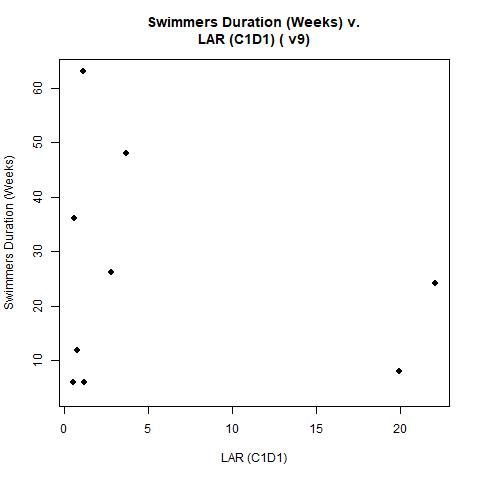 Swimmers Duration (Weeks) v.
LAR (C1D1) ( v9)
Swimmers Duration (Weeks)
60
50
40
30
20
10
0 5 10 15 20
LAR (C1D1)